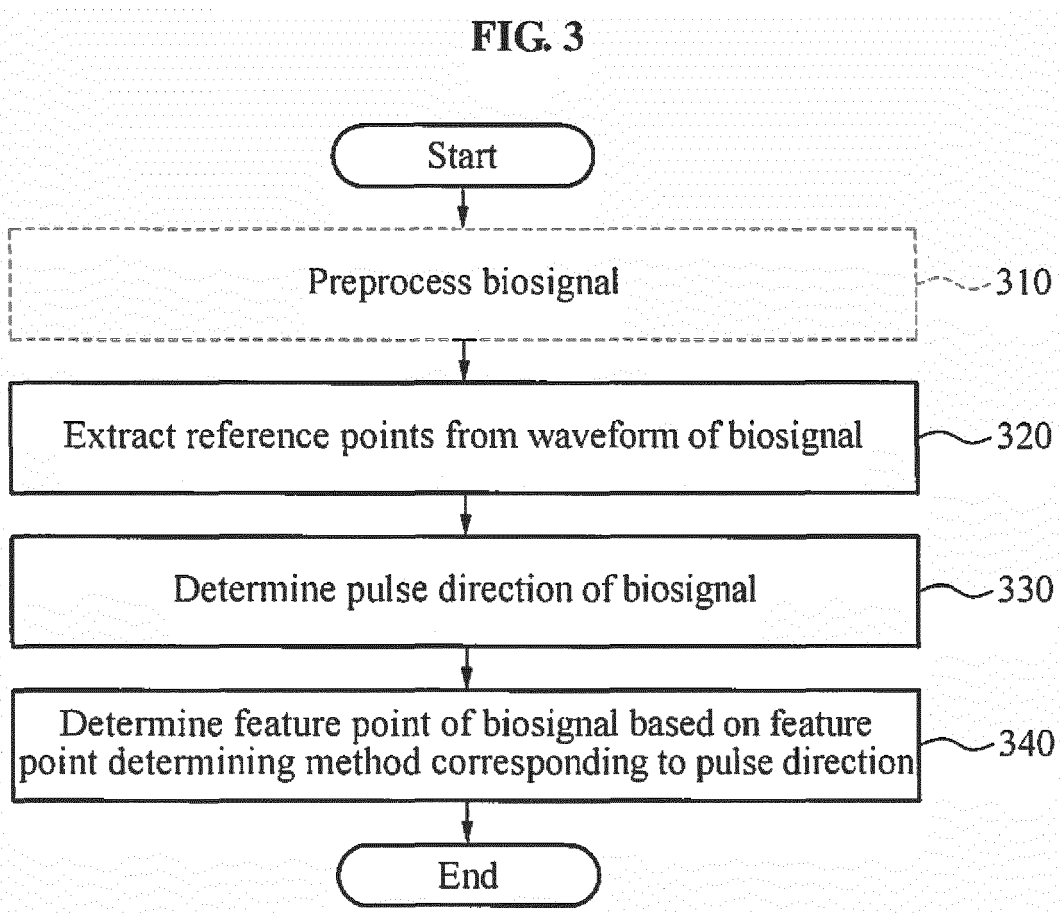 FIG. 3
Start
Preprocess biosignal
310
Extract reference points from waveform of biosignal
320
Determine pulse direction of biosignal
330
Determine feature point of biosignal based on feature
point determining method corresponding to pulse direction
340
End